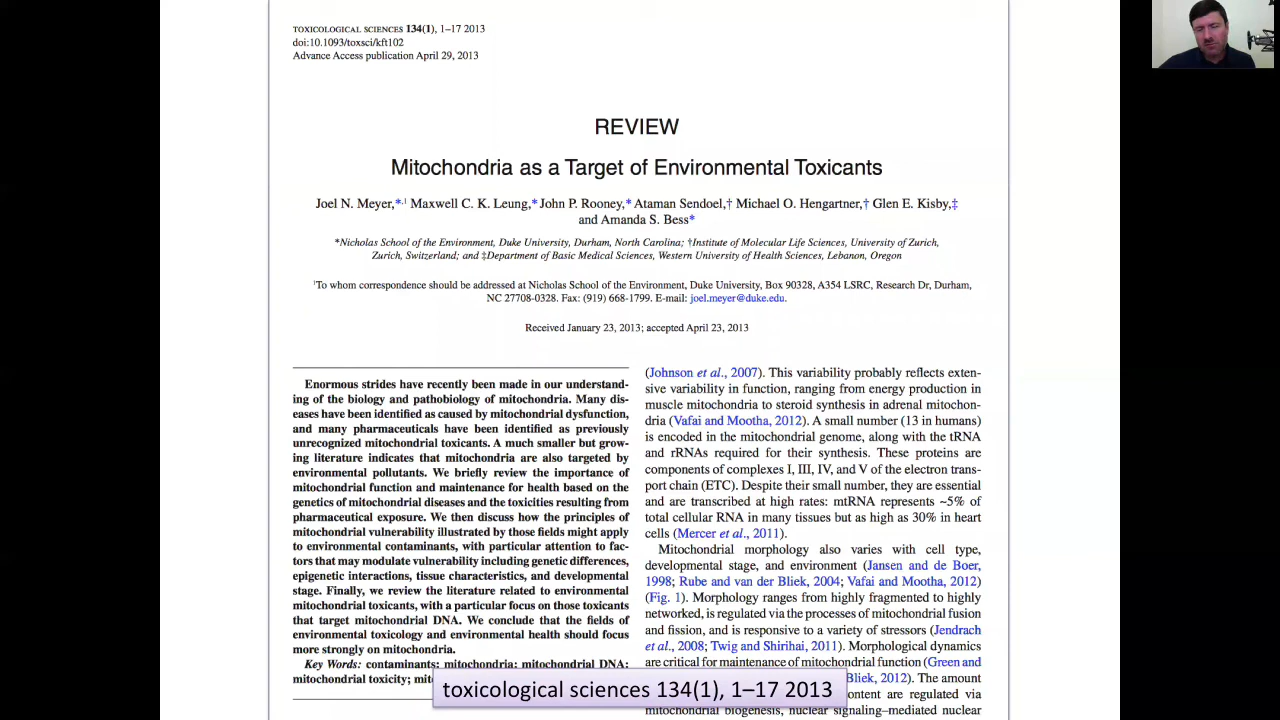 TOXICOLOGICAL SCIENCES 134(1), 1–17 2013
doi:10.1093/toxsci/kft102
Advance Access publication April 29, 2013
REVIEW
Mitochondria as a Target of Environmental Toxicants
Joel N. Meyer,*,1 Maxwell C. K. Leung,* John P. Rooney,* Ataman Sendoel,† Michael O. Hengartner,† Glen E. Kisby,‡
and Amanda S. Bess*
*Nicholas School of the Environment, Duke University, Durham, North Carolina; †Institute of Molecular Life Sciences, University of Zurich,
Zurich, Switzerland; and ‡Department of Basic Medical Sciences, Western University of Health Sciences, Lebanon, Oregon
1To whom correspondence should be addressed at Nicholas School of the Environment, Duke University, Box 90328, A354 LSRC, Research Dr, Durham,
NC 27708-0328. Fax: (919) 668-1799. E-mail: joel.meyer@duke.edu.
Received January 23, 2013; accepted April 23, 2013
Enormous strides have recently been made in our understand-
ing of the biology and pathobiology of mitochondria. Many dis-
eases have been identified as caused by mitochondrial dysfunction,
and many pharmaceuticals have been identified as previously
unrecognized mitochondrial toxicants. A much smaller but grow-
ing literature indicates that mitochondria are also targeted by
environmental pollutants. We briefly review the importance of
mitochondrial function and maintenance for health based on the
genetics of mitochondrial diseases and the toxicities resulting from
pharmaceutical exposure. We then discuss how the principles of
mitochondrial vulnerability illustrated by those fields might apply
to environmental contaminants, with particular attention to fac-
tors that may modulate vulnerability including genetic differences,
epigenetic interactions, tissue characteristics, and developmental
stage. Finally, we review the literature related to environmental
mitochondrial toxicants, with a particular focus on those toxicants
that target mitochondrial DNA. We conclude that the fields of
environmental toxicology and environmental health should focus
more strongly on mitochondria.
Key Words: contaminants; mitochondria; mitochondrial DNA;
mitochondrial toxicity;
(Johnson et al., 2007). This variability probably reflects exten-
sive variability in function, ranging from energy production in
muscle mitochondria to steroid synthesis in adrenal mitochon-
dria (Vafai and Mootha, 2012). A small number (13 in humans)
is encoded in the mitochondrial genome, along with the tRNA
and rRNAs required for their synthesis. These proteins are
components of complexes I, III, IV, and V of the electron trans-
port chain (ETC). Despite their small number, they are essential
and are transcribed at high rates: mtRNA represents ~5% of
total cellular RNA in many tissues but as high as 30% in heart
cells (Mercer et al., 2011).
Mitochondrial morphology also varies with cell type,
developmental stage, and environment (Jansen and de Boer,
1998; Rube and van der Bliek, 2004; Vafai and Mootha, 2012)
(Fig. 1). Morphology ranges from highly fragmented to highly
networked, is regulated via the processes of mitochondrial fusion
and fission, and is responsive to a variety of stressors (Jendrach
et al., 2008; Twig and Shirihai, 2011). Morphological dynamics
are critical for maintenance of mitochondrial function (Green and
Bliek, 2012). The amount
are regulated via
mitochondrial biogenesis, nuclear signaling–mediated nuclear
toxicological sciences 134(1), 1–17 2013